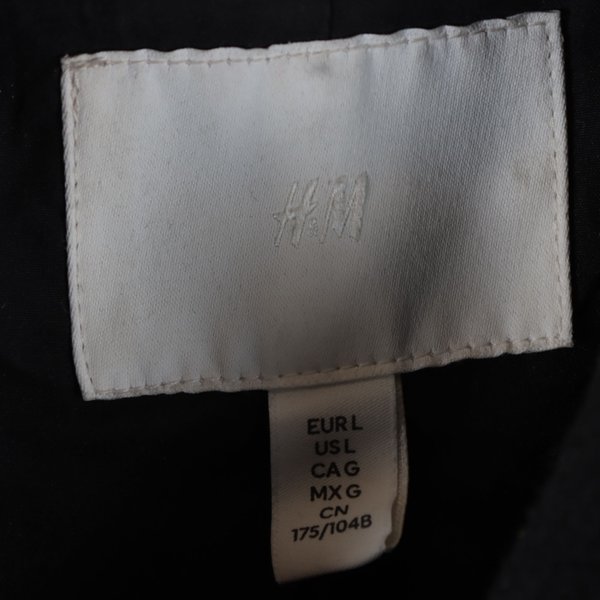 H&M
EUR L
US L
CA G
MX G
CN
175/104B